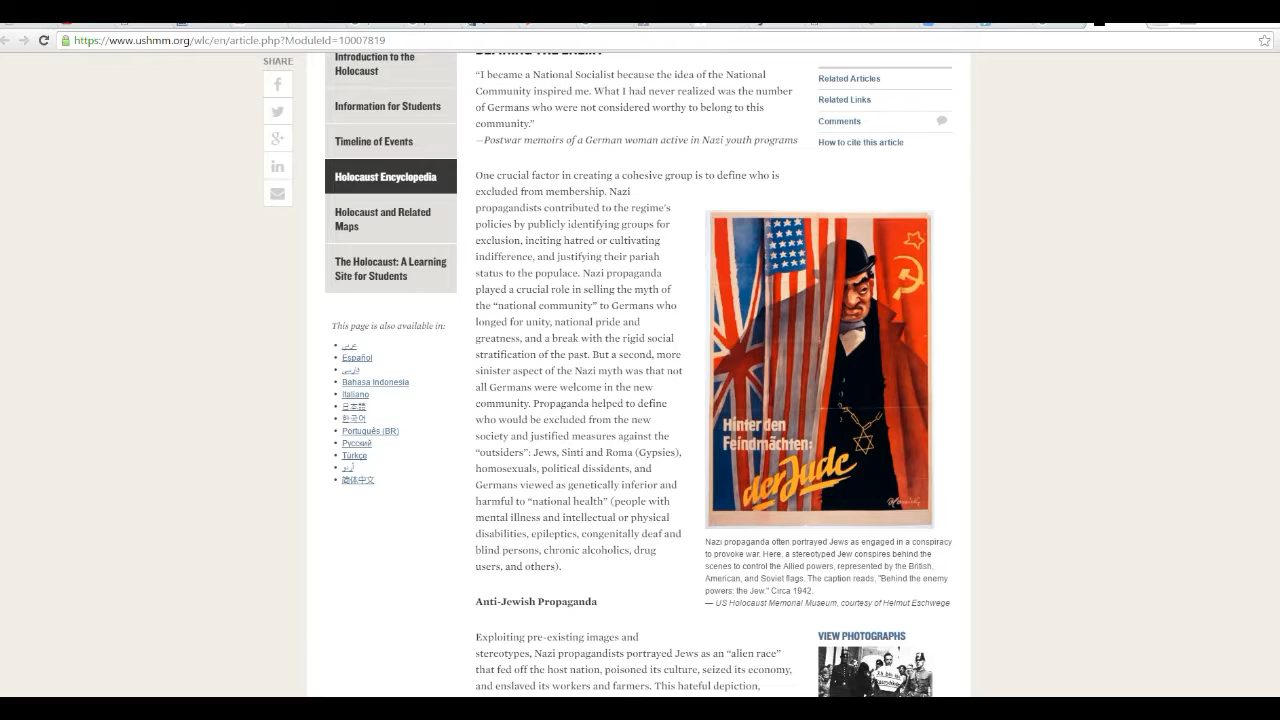 https://www.ushmm.org/wlc/en/article.php?ModuleId=10007819
SHARE
Introduction to the
Holocaust
Information for Students
Timeline of Events
Holocaust Encyclopedia
Holocaust and Related
Maps
The Holocaust: A Learning
Site for Students
This page is also available in:
عربي
Español
فارسی
Bahasa Indonesia
Italiano
日本語
한국어
Português (BR)
Русский
Türkçe
اُردو
简体中文
“I became a National Socialist because the idea of the National
Community inspired me. What I had never realized was the number
of Germans who were not considered worthy to belong to this
community.”
—Postwar memoirs of a German woman active in Nazi youth programs
One crucial factor in creating a cohesive group is to define who is
excluded from membership. Nazi
propagandists contributed to the regime's
policies by publicly identifying groups for
exclusion, inciting hatred or cultivating
indifference, and justifying their pariah
status to the populace. Nazi propaganda
played a crucial role in selling the myth of
the “national community” to Germans who
longed for unity, national pride and
greatness, and a break with the rigid social
stratification of the past. But a second, more
sinister aspect of the Nazi myth was that not
all Germans were welcome in the new
community. Propaganda helped to define
who would be excluded from the new
society and justified measures against the
“outsiders”: Jews, Sinti and Roma (Gypsies),
homosexuals, political dissidents, and
Germans viewed as genetically inferior and
harmful to “national health” (people with
mental illness and intellectual or physical
disabilities, epileptics, congenitally deaf and
blind persons, chronic alcoholics, drug
users, and others).
Anti-Jewish Propaganda
Exploiting pre-existing images and
stereotypes, Nazi propagandists portrayed Jews as an “alien race”
that fed off the host nation, poisoned its culture, seized its economy,
and enslaved its workers and farmers. This hateful depiction,
Related Articles
Related Links
Comments
How to cite this article
Hinter den
Feindmächten:
der Jude
Nazi propaganda often portrayed Jews as engaged in a conspiracy
to provoke war. Here, a stereotyped Jew conspires behind the
scenes to control the Allied powers, represented by the British,
American, and Soviet flags. The caption reads, "Behind the enemy
powers: the Jew." Circa 1942.
— US Holocaust Memorial Museum, courtesy of Helmut Eschwege
VIEW PHOTOGRAPHS